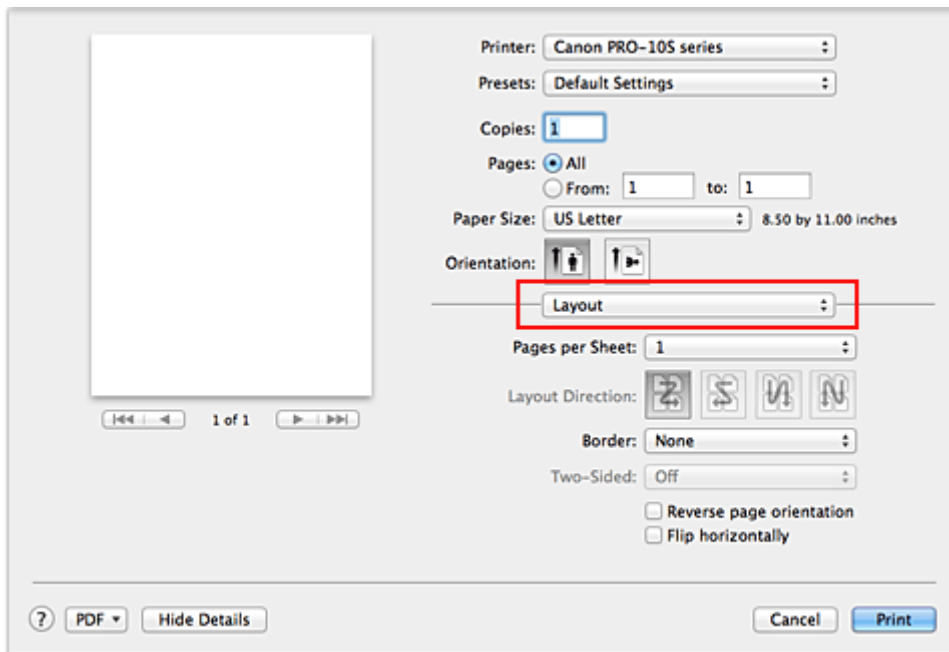 Printer: Canon PRO-10S series
Presets: Default Settings
Copies: 1
Pages: All
From: 1 to: 1
Paper Size: US Letter 8.50 by 11.00 inches
Orientation:
Layout
Pages per Sheet: 1
Layout Direction:
1 of 1
Border: None
Two-Sided: Off
Reverse page orientation
Flip horizontally
? PDF Hide Details Cancel Print